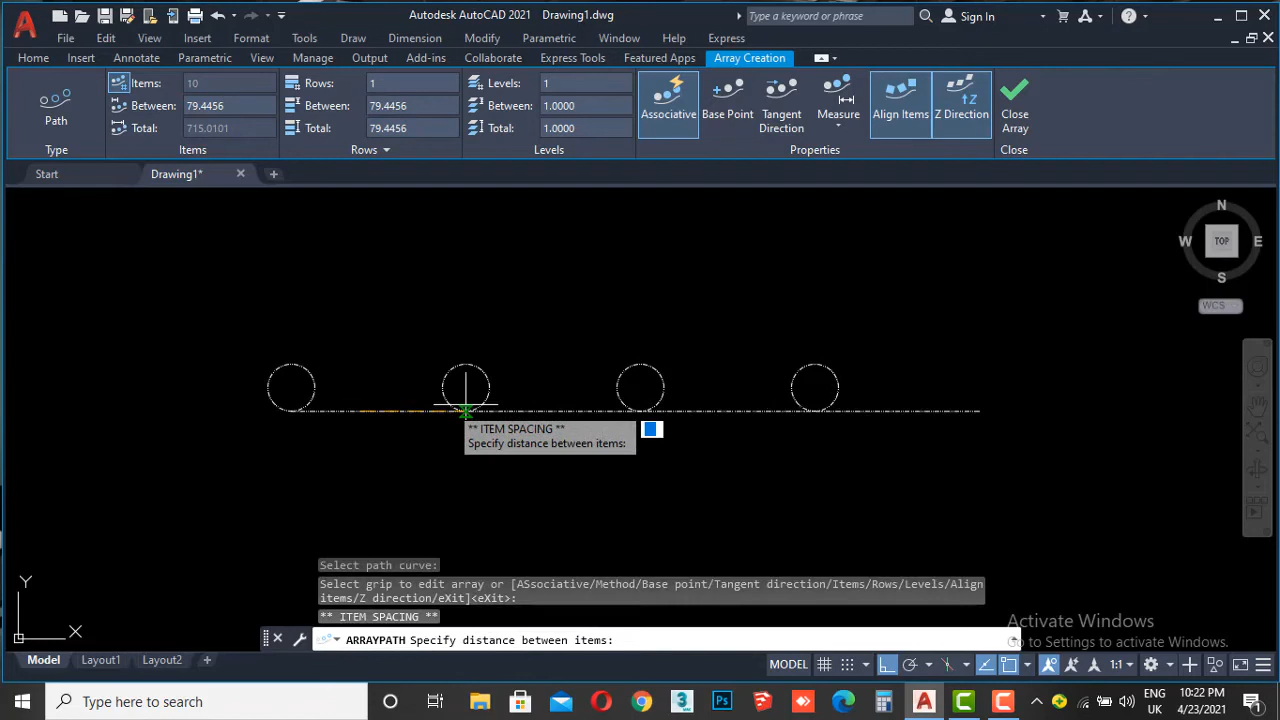 Autodesk AutoCAD 2021 Drawing1.dwg
Type a keyword or phrase
Sign In
File Edit View Insert Format Tools Draw Dimension Modify Parametric Window Help Express
Home Insert Annotate Parametric View Manage Output Add-ins Collaborate Express Tools Featured Apps Array Creation
Path
Type
Items: 10
Between: 79.4456
Total: 715.0101
Items
Rows: 1
Between: 79.4456
Total: 79.4456
Rows
Levels: 1
Between: 1.0000
Total: 1.0000
Levels
Associative
Base Point
Tangent
Direction
Measure
Align Items
Z Direction
Properties
Close
Array
Close
Start
Drawing1*
N
W
TOP
E
S
WCS
** ITEM SPACING **
Specify distance between items:
Select path curve:
Select grip to edit array or [ASsociative/Method/Base point/Tangent direction/Items/Rows/Levels/Align
items/Z direction/eXit]<eXit>:
** ITEM SPACING **
ARRAYPATH Specify distance between items:
Y
X
Activate Windows
Go to Settings to activate Windows.
Model Layout1 Layout2
MODEL
1:1
Type here to search
3
Ps
A
C
C
ENG
UK
10:22 PM
4/23/2021
1